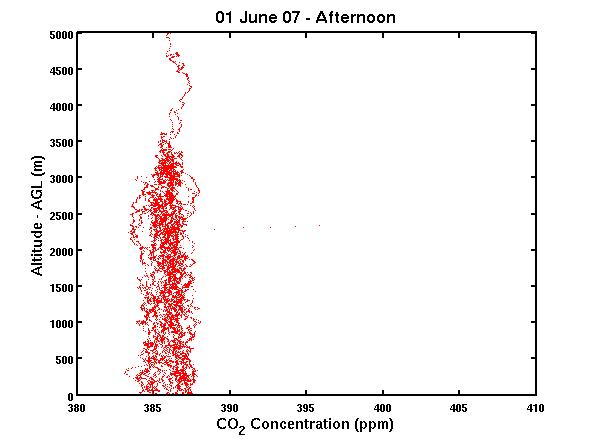 01 June 07 - Afternoon
5000
4500
4000
3500
3000
2500
2000
1500
1000
500
0
Altitude - AGL (m)
380 385 390 395 400 405 410
CO2 Concentration (ppm)